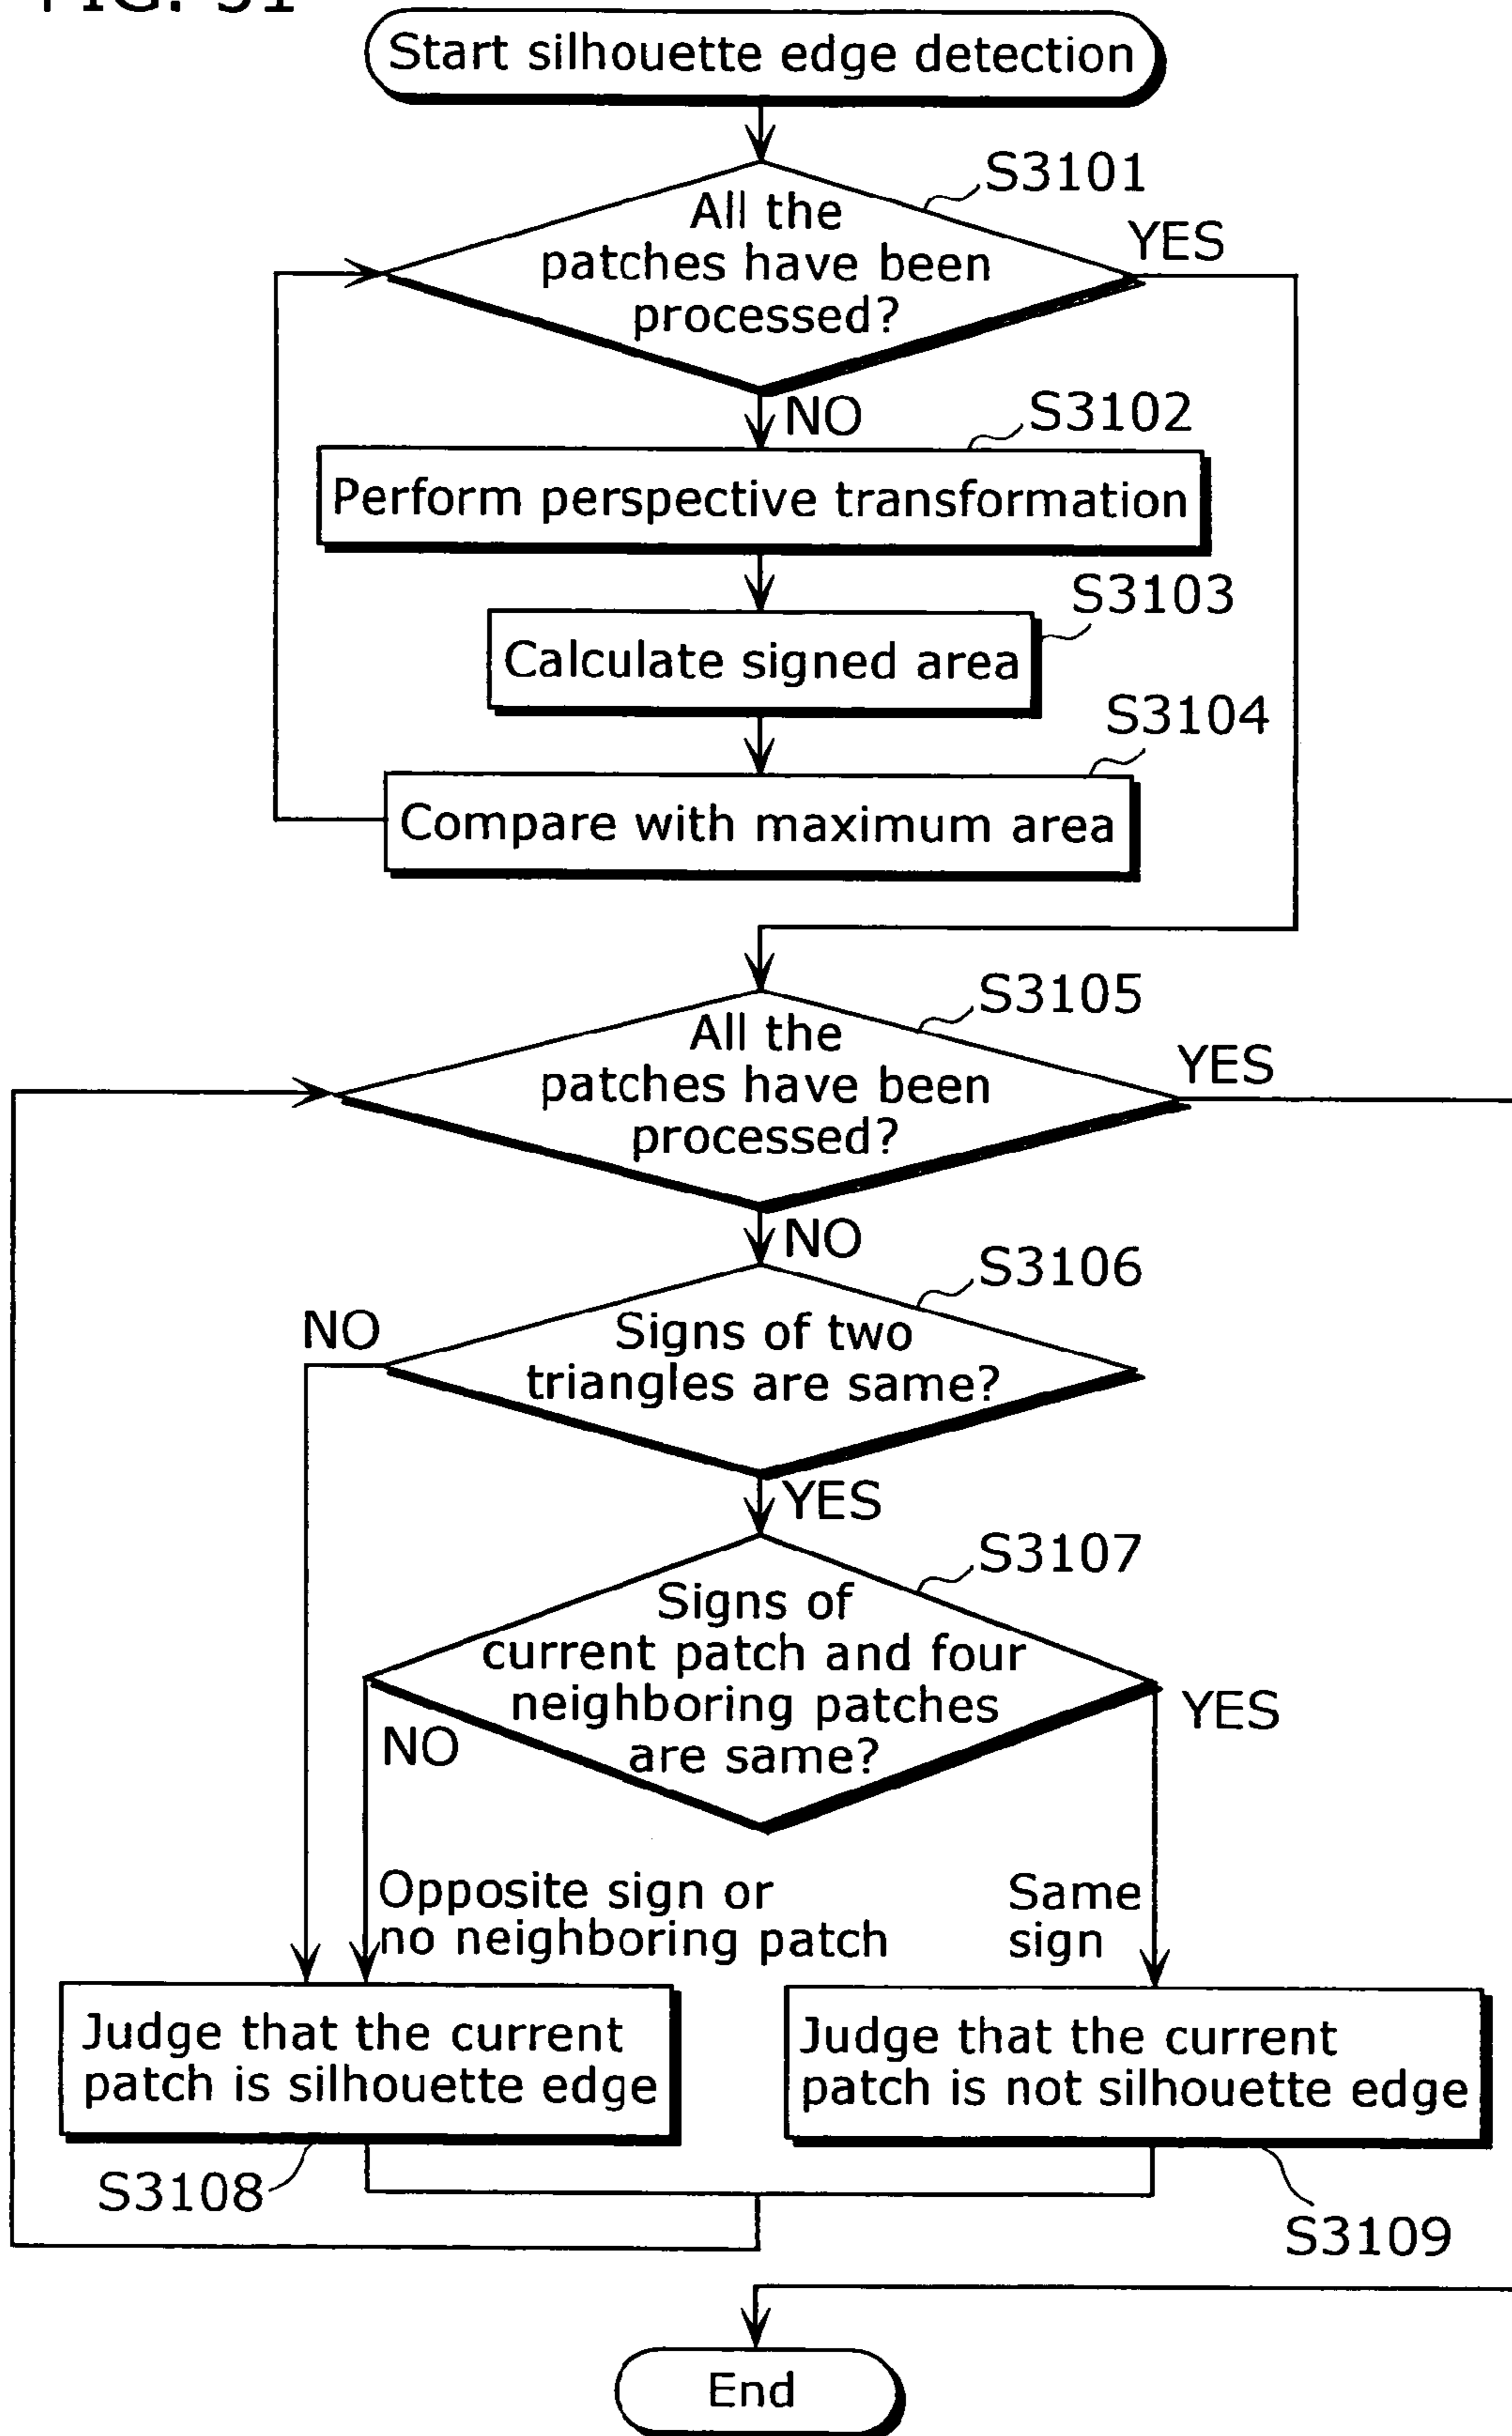 FIG. 31
Start silhouette edge detection
S3101
All the
patches have been
processed?
YES
NO
S3102
Perform perspective transformation
S3103
Calculate signed area
S3104
Compare with maximum area
S3105
All the
patches have been
processed?
YES
NO
S3106
Signs of two
triangles are same?
NO
YES
S3107
Signs of
current patch and four
neighboring patches
are same?
NO
YES
Opposite sign or
no neighboring patch
Same
sign
Judge that the current
patch is silhouette edge
Judge that the current
patch is not silhouette edge
S3108
S3109
End